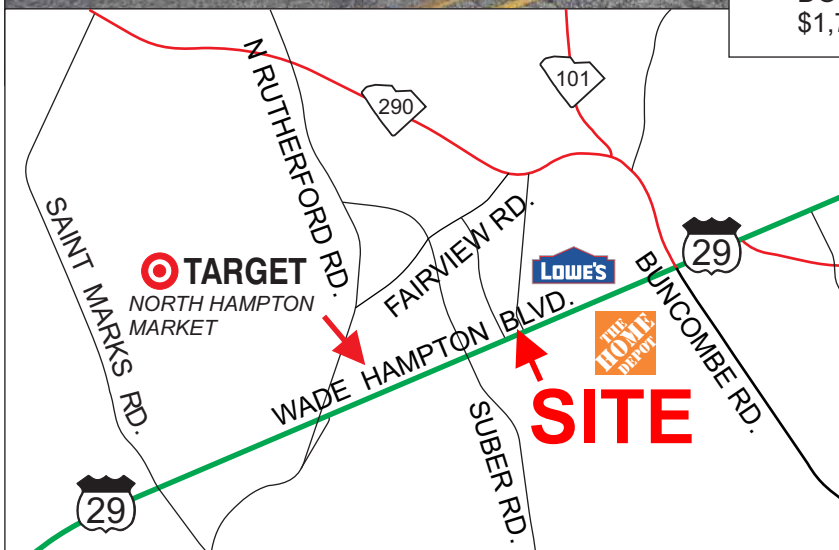 $1,7
101
290
N RUTHERFORD RD.
SAINT MARKS RD.
FAIRVIEW RD.
TARGET
NORTH HAMPTON
MARKET
LOWE'S
29
BUNCOMBE RD.
WADE HAMPTON BLVD.
THE
HOME
DEPOT
SITE
SUBER RD.
29